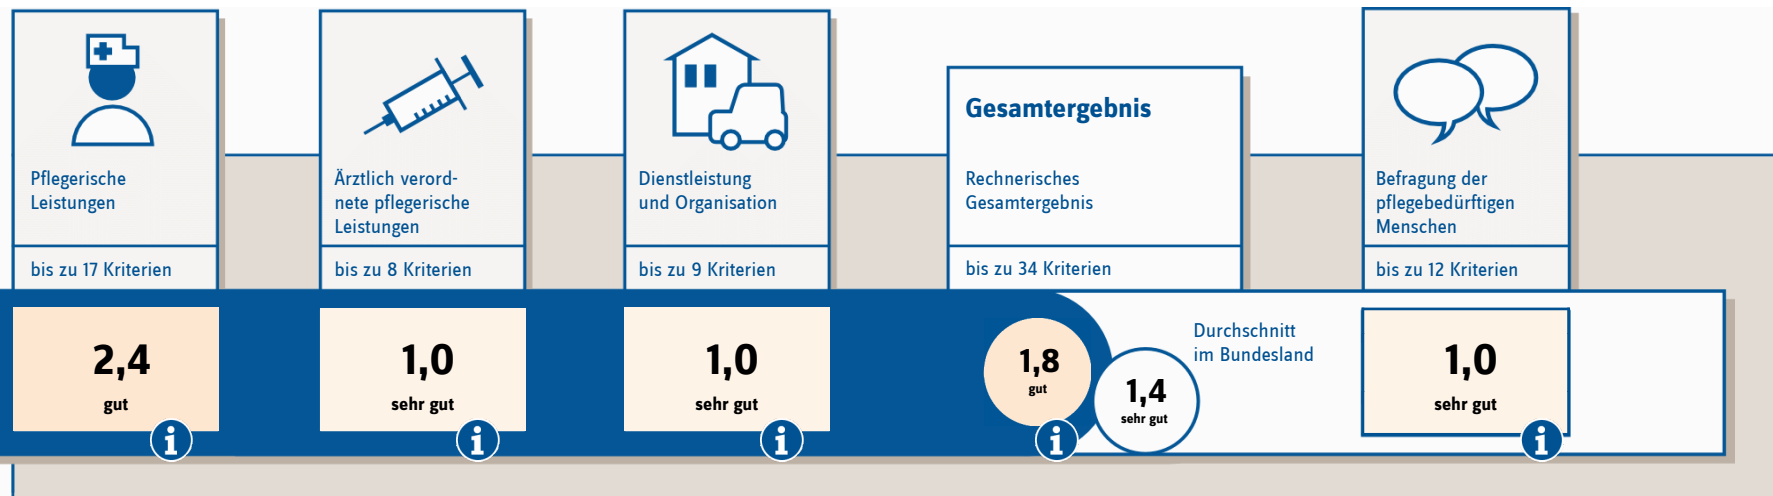 Pflegerische
Leistungen
bis zu 17 Kriterien
2,4
gut
i
Ärztlich verord-
nete pflegerische
Leistungen
bis zu 8 Kriterien
1,0
sehr gut
i
Dienstleistung
und Organisation
bis zu 9 Kriterien
1,0
sehr gut
i
Gesamtergebnis
Rechnerisches
Gesamtergebnis
bis zu 34 Kriterien
1,8
gut
i
1,4
sehr gut
Durchschnitt
im Bundesland
Befragung der
pflegebedürftigen
Menschen
bis zu 12 Kriterien
1,0
sehr gut
i